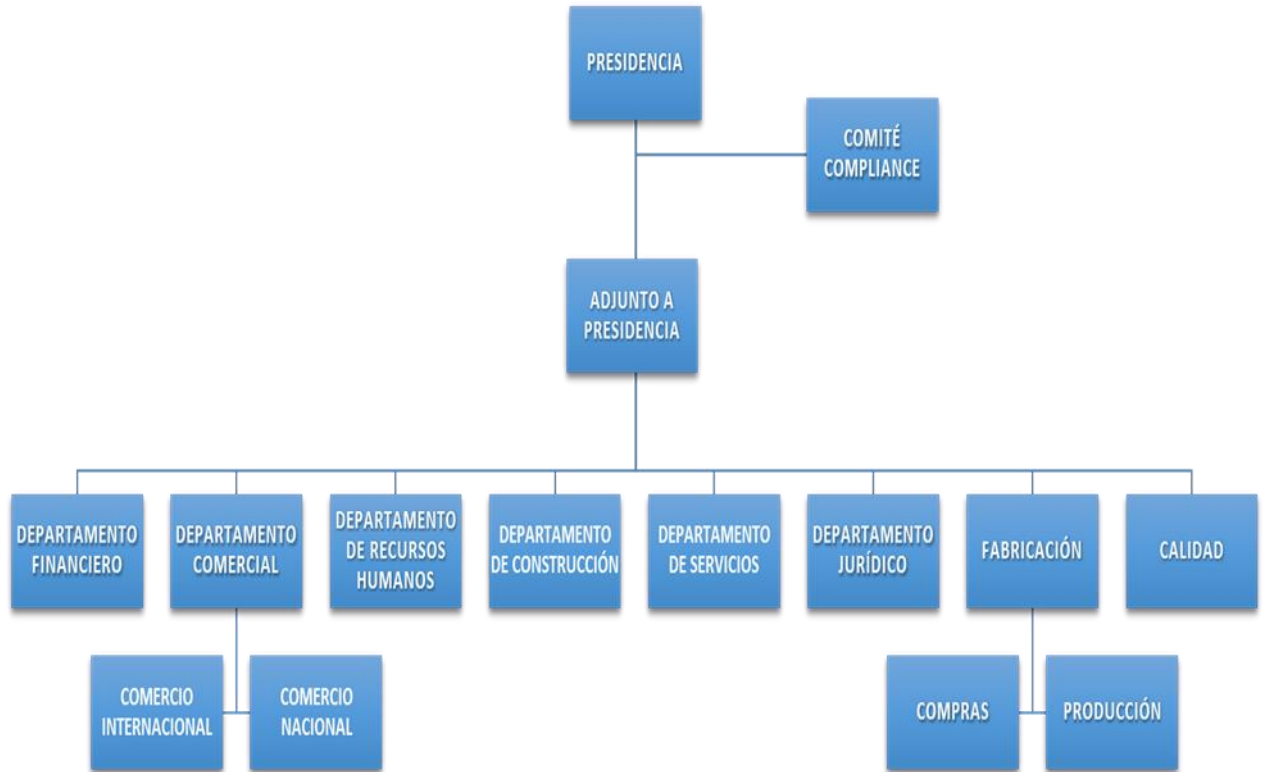 PRESIDENCIA
COMITÉ
COMPLIANCE
ADJUNTO A
PRESIDENCIA
DEPARTAMENTO
FINANCIERO
DEPARTAMENTO
COMERCIAL
DEPARTAMENTO
DE RECURSOS
HUMANOS
DEPARTAMENTO
DE CONSTRUCCIÓN
DEPARTAMENTO
DE SERVICIOS
DEPARTAMENTO
JURÍDICO
FABRICACIÓN
CALIDAD
COMERCIO
INTERNACIONAL
COMERCIO
NACIONAL
COMPRAS
PRODUCCIÓN